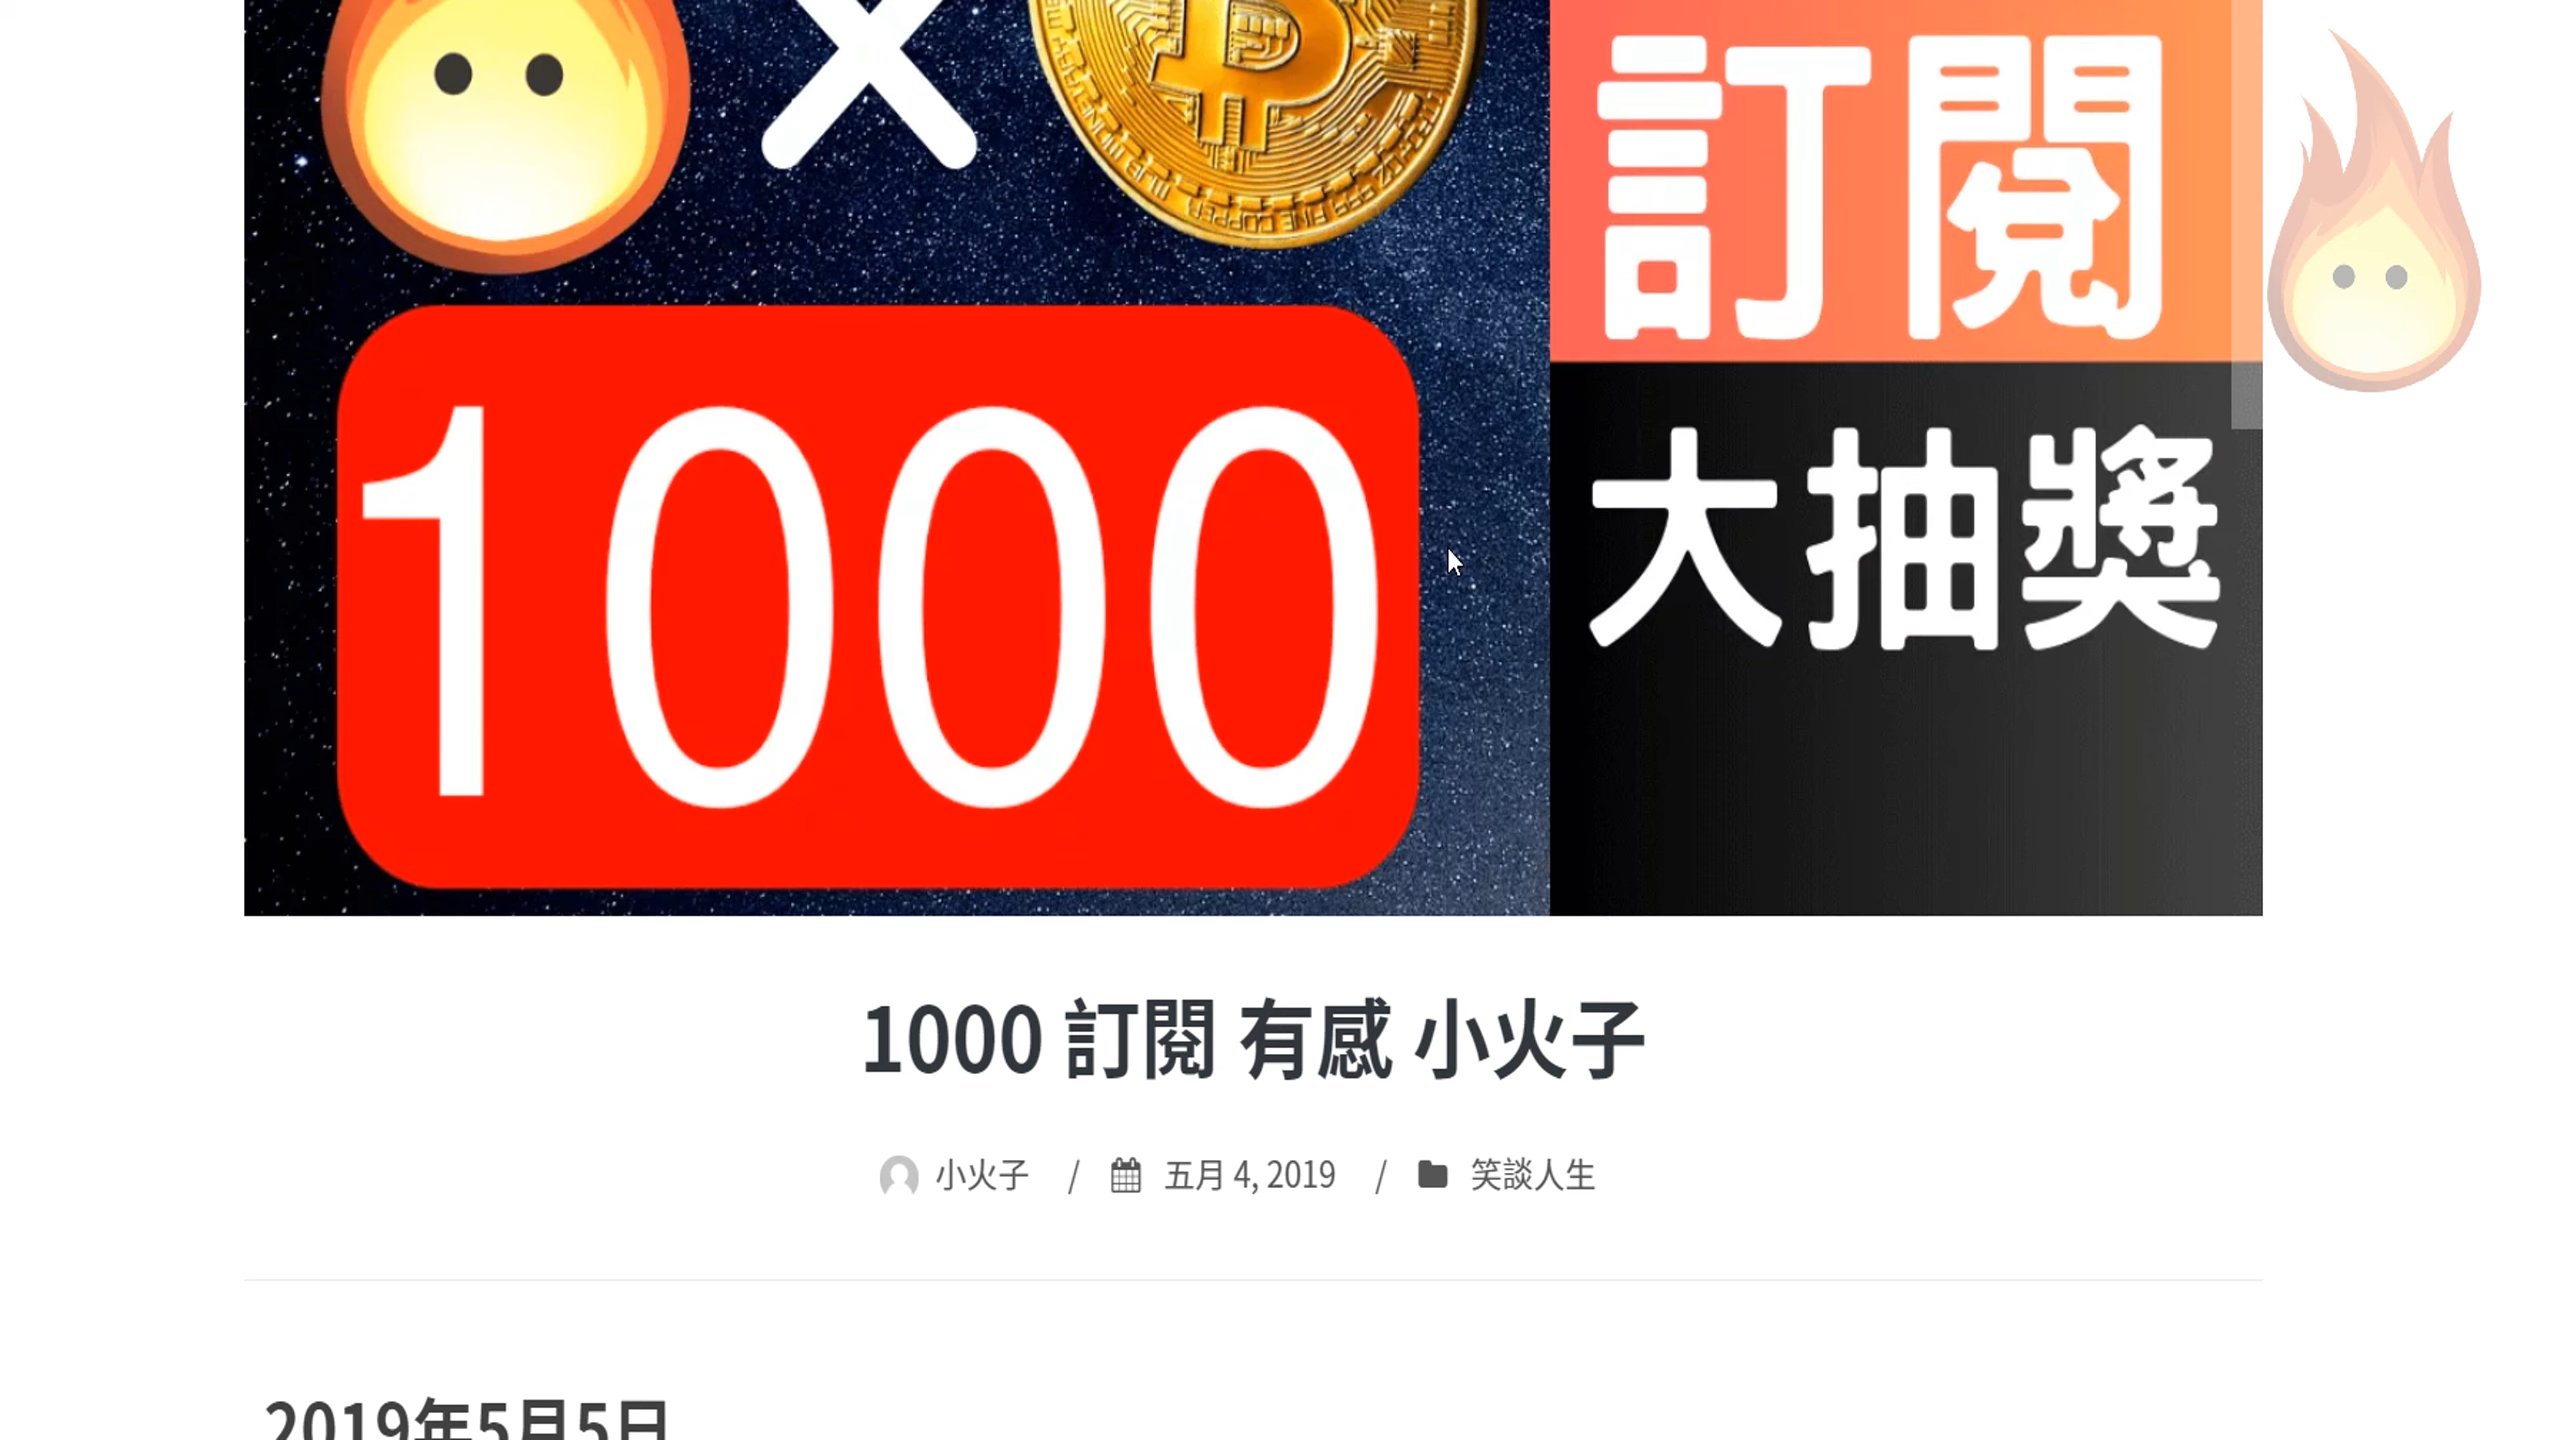 訂閱
大抽獎
1000
1000 訂閱 有感 小火子
小火子 / 五月 4, 2019 / 笑談人生
2019年5月5日